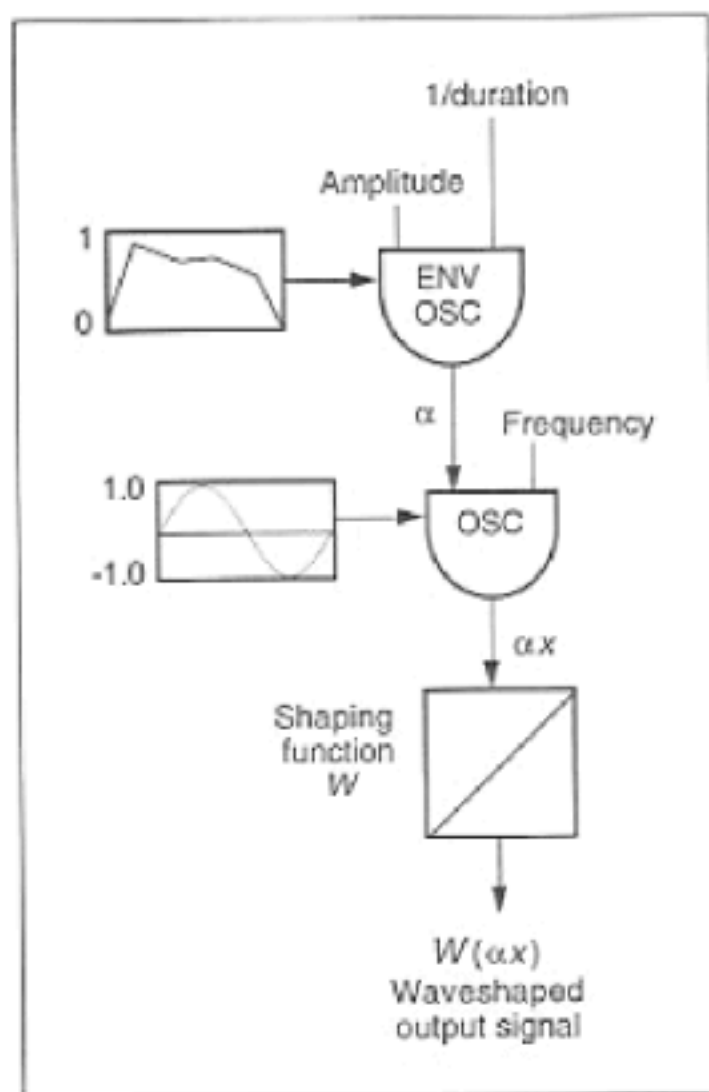 1/duration
Amplitude
1
0
ENV
OSC
α
Frequency
1.0
-1.0
OSC
αx
Shaping
function
W
W(αx)
Waveshaped
output signal